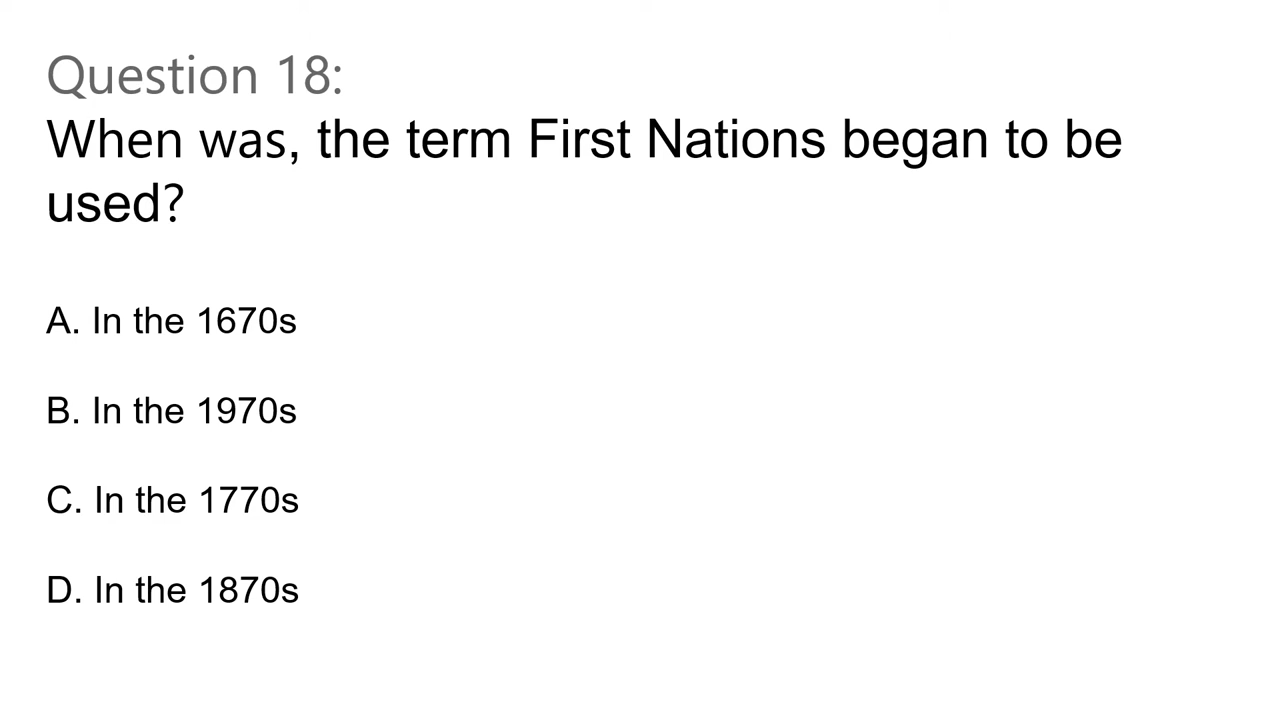 Question 18:
When was, the term First Nations began to be
used?
A. In the 1670s
B. In the 1970s
C. In the 1770s
D. In the 1870s